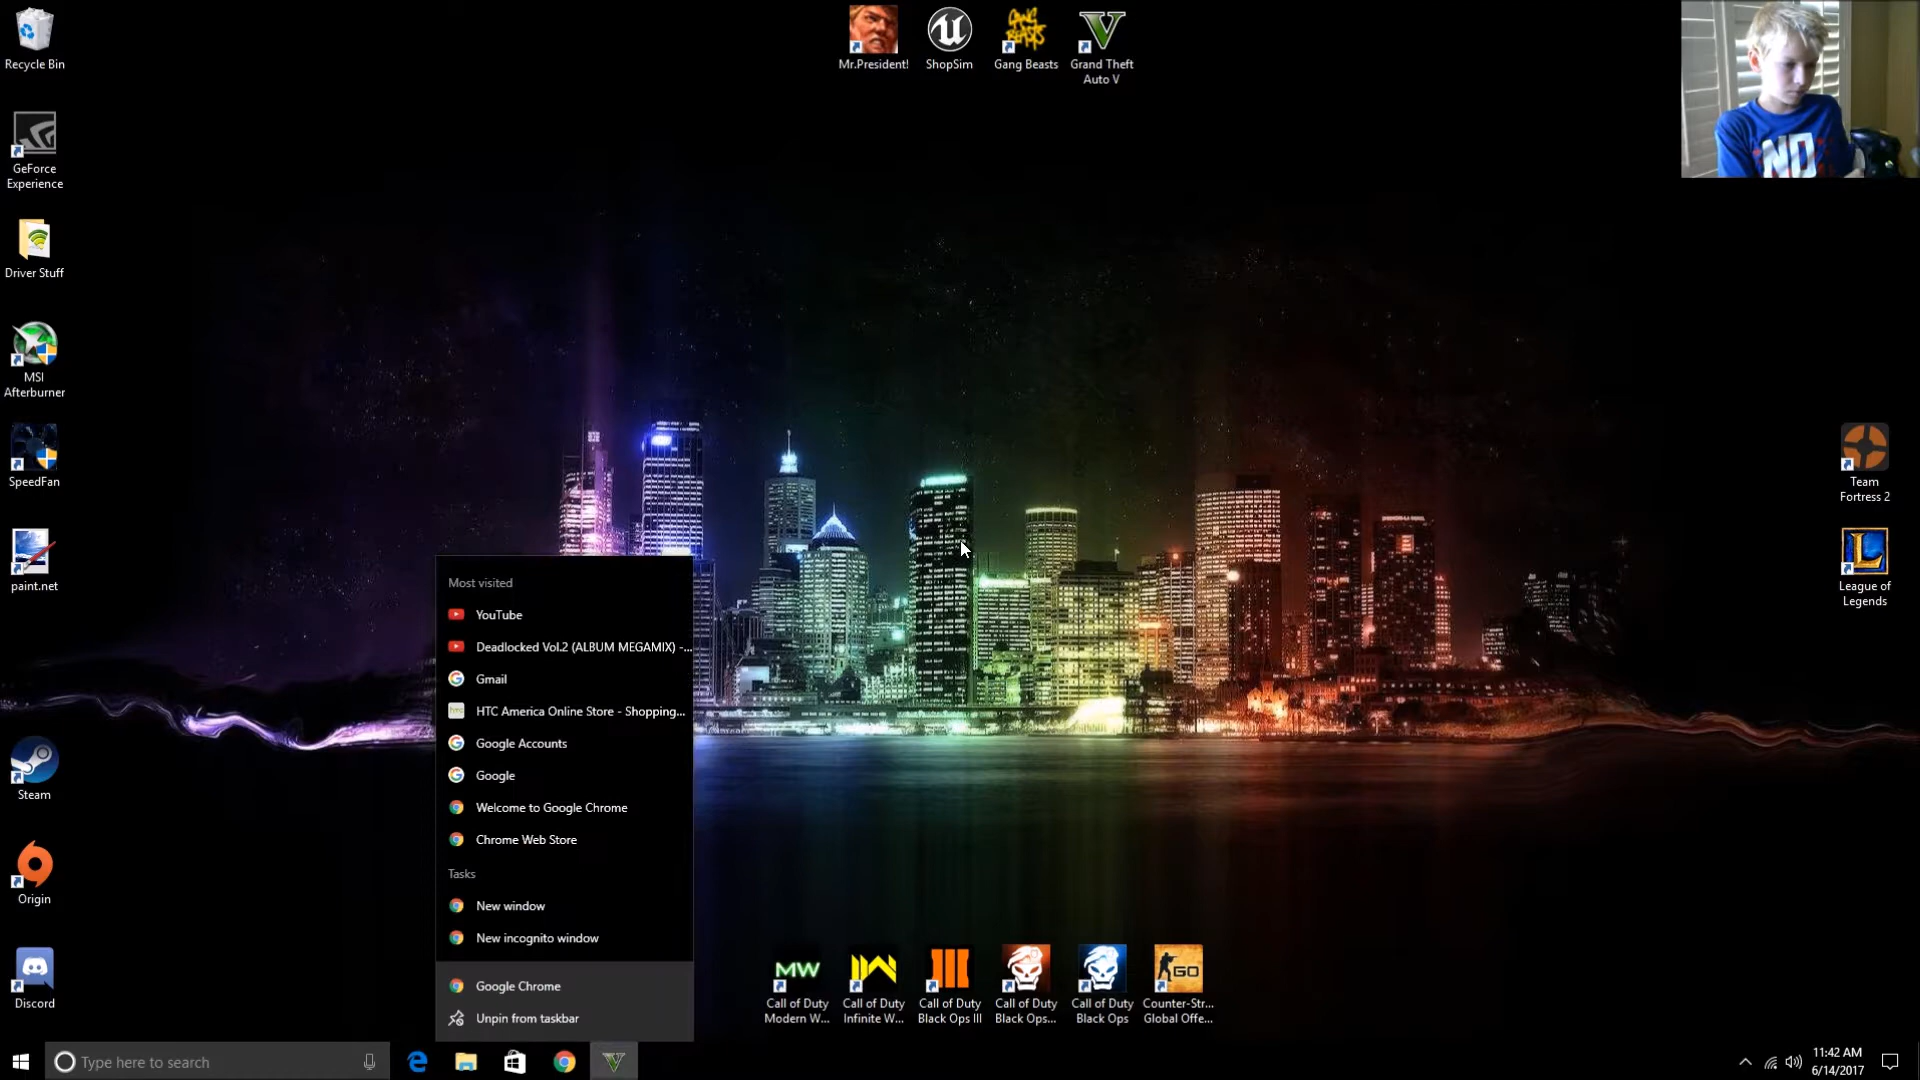 Recycle Bin
GeForce
Experience
Driver Stuff
MSI
Afterburner
SpeedFan
paint.net
Steam
Origin
Discord
Mr.President!
ShopSim
GANG
BEASTS
Gang Beasts
V
Grand Theft
Auto V
NO
Team
Fortress 2
L
League of
Legends
Most visited
YouTube
Deadlocked Vol.2 (ALBUM MEGAMIX) -...
Gmail
HTC America Online Store - Shopping...
Google Accounts
Google
Welcome to Google Chrome
Chrome Web Store
Tasks
New window
New incognito window
Google Chrome
Unpin from taskbar
MW
Call of Duty
Modern W...
Call of Duty
Infinite W...
III
Call of Duty
Black Ops III
Call of Duty
Black Ops...
Call of Duty
Black Ops
GO
Counter-Str...
Global Offe...
Type here to search
11:42 AM
6/14/2017